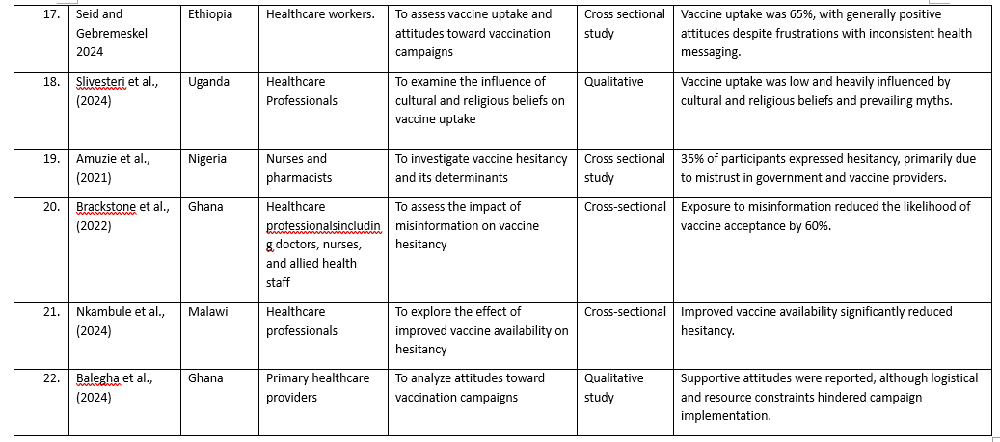 17.
Seid and
Gebremeskel
2024
Ethiopia
Healthcare workers.
To assess vaccine uptake and
attitudes toward vaccination
campaigns
Cross sectional
study
Vaccine uptake was 65%, with generally positive
attitudes despite frustrations with inconsistent health
messaging.
18.
Slivesteri et al.,
(2024)
Uganda
Healthcare
Professionals
To examine the influence of
cultural and religious beliefs on
vaccine uptake
Qualitative
Vaccine uptake was low and heavily influenced by
cultural and religious beliefs and prevailing myths.
19.
Amuzie et al.,
(2021)
Nigeria
Nurses and
pharmacists
To investigate vaccine hesitancy
and its determinants
Cross sectional
study
35% of participants expressed hesitancy, primarily due
to mistrust in government and vaccine providers.
20.
Brackstone et al.,
(2022)
Ghana
Healthcare
professionalsincludin
g doctors, nurses,
and allied health
staff
To assess the impact of
misinformation on vaccine
hesitancy
Cross-sectional
Exposure to misinformation reduced the likelihood of
vaccine acceptance by 60%.
21.
Nkambule et al.,
(2024)
Malawi
Healthcare
professionals
To explore the effect of
improved vaccine availability on
hesitancy
Cross-sectional
Improved vaccine availability significantly reduced
hesitancy.
22.
Balegha et al.,
(2024)
Ghana
Primary healthcare
providers
To analyze attitudes toward
vaccination campaigns
Qualitative
study
Supportive attitudes were reported, although logistical
and resource constraints hindered campaign
implementation.